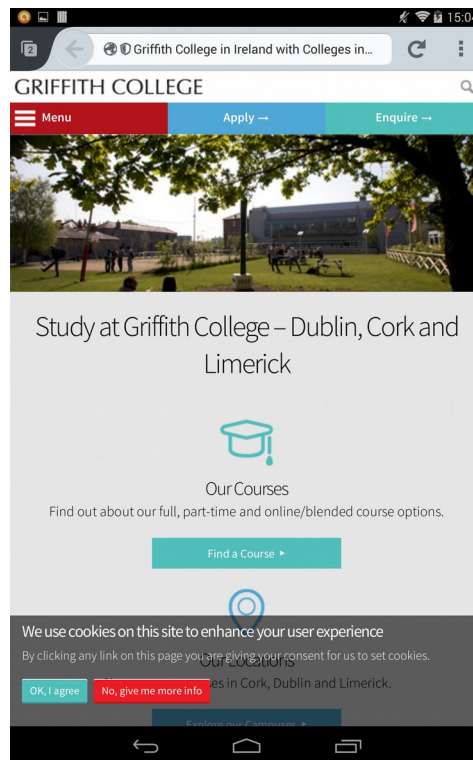 15:04
2
Griffith College in Ireland with Colleges in...
GRIFFITH COLLEGE
Menu
Apply →
Enquire →
Study at Griffith College – Dublin, Cork and
Limerick
Our Courses
Find out about our full, part-time and online/blended course options.
Find a Course ▸
We use cookies on this site to enhance your user experience
By clicking any link on this page you are giving your consent for us to set cookies.
Our Locations
es in Cork, Dublin and Limerick.
OK, I agree
No, give me more info
Explore our Campuses ▸